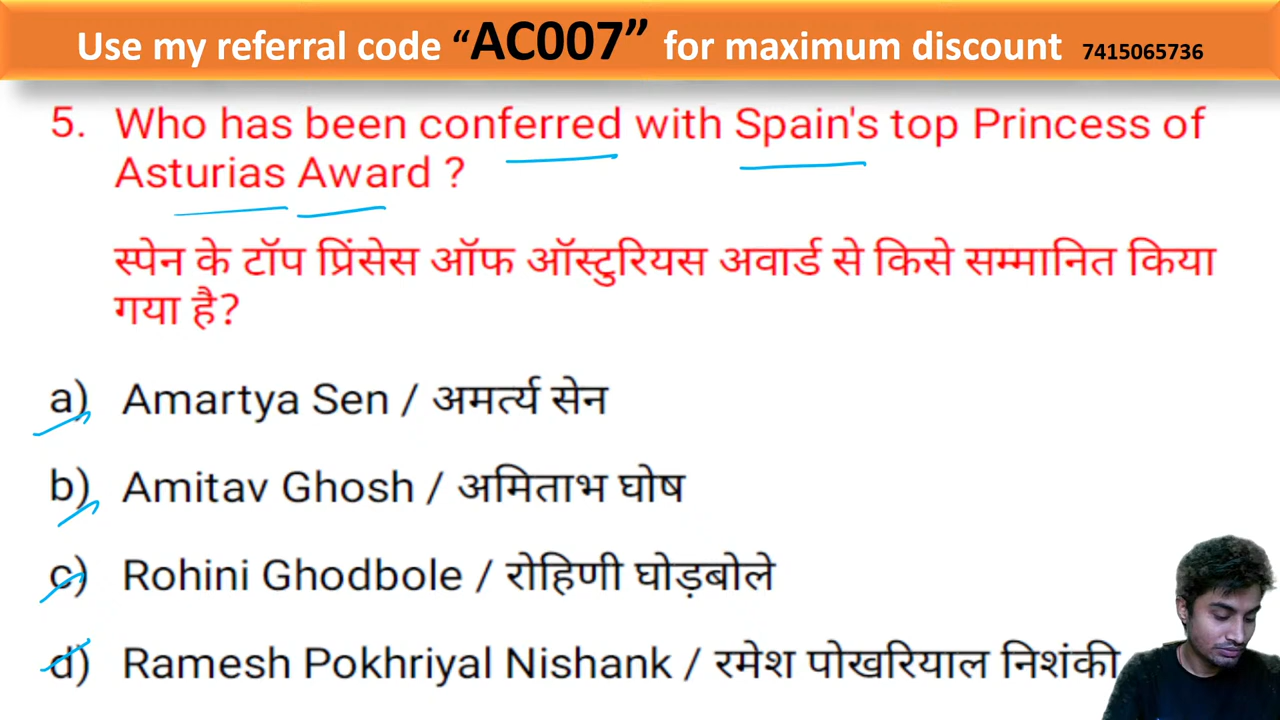 Use my referral code “AC007” for maximum discount 7415065736
5. Who has been conferred with Spain's top Princess of
Asturias Award ?
स्पेन के टॉप प्रिंसेस ऑफ ऑस्टुरियस अवार्ड से किसे सम्मानित किया
गया है?
a) Amartya Sen / अमर्त्य सेन
b) Amitav Ghosh / अमिताभ घोष
c) Rohini Ghodbole / रोहिणी घोड़बोले
d) Ramesh Pokhriyal Nishank / रमेश पोखरियाल निशंकी